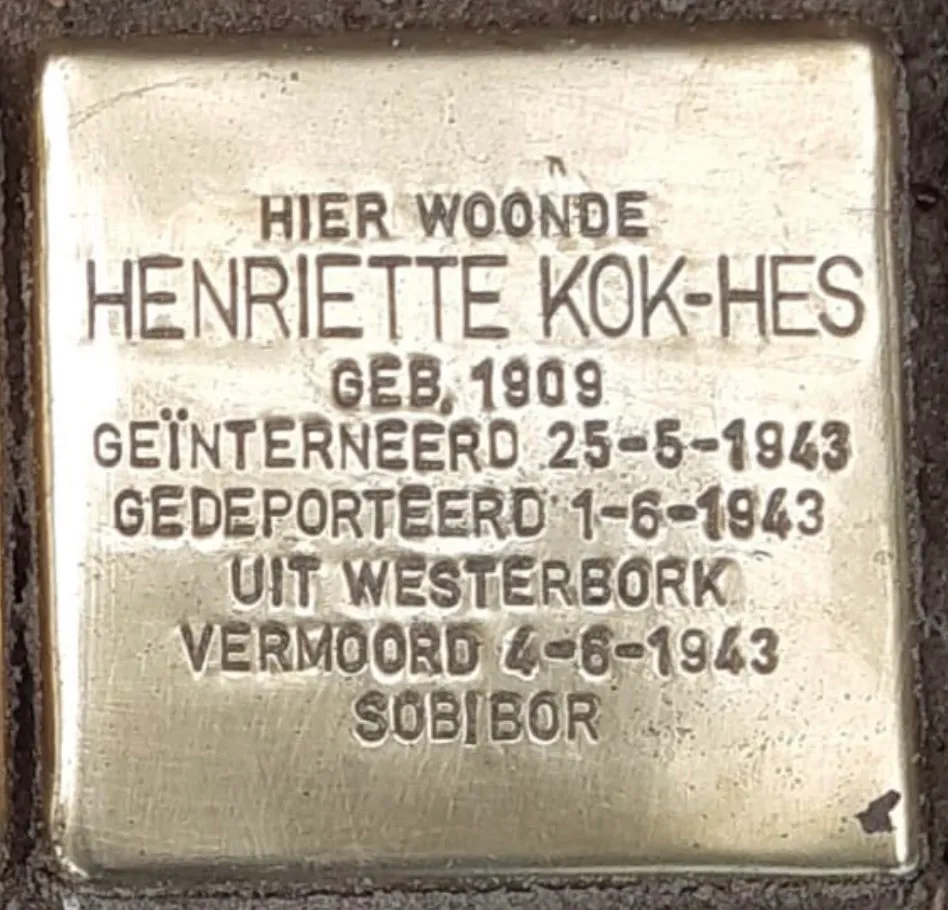 HIER WOONDE
HENRIETTE KOK-HES
GEB. 1909
GEÏNTERNEERD 25-5-1943
GEDEPORTEERD 1-6-1943
UIT WESTERBORK
VERMOORD 4-6-1943
SOBIBOR